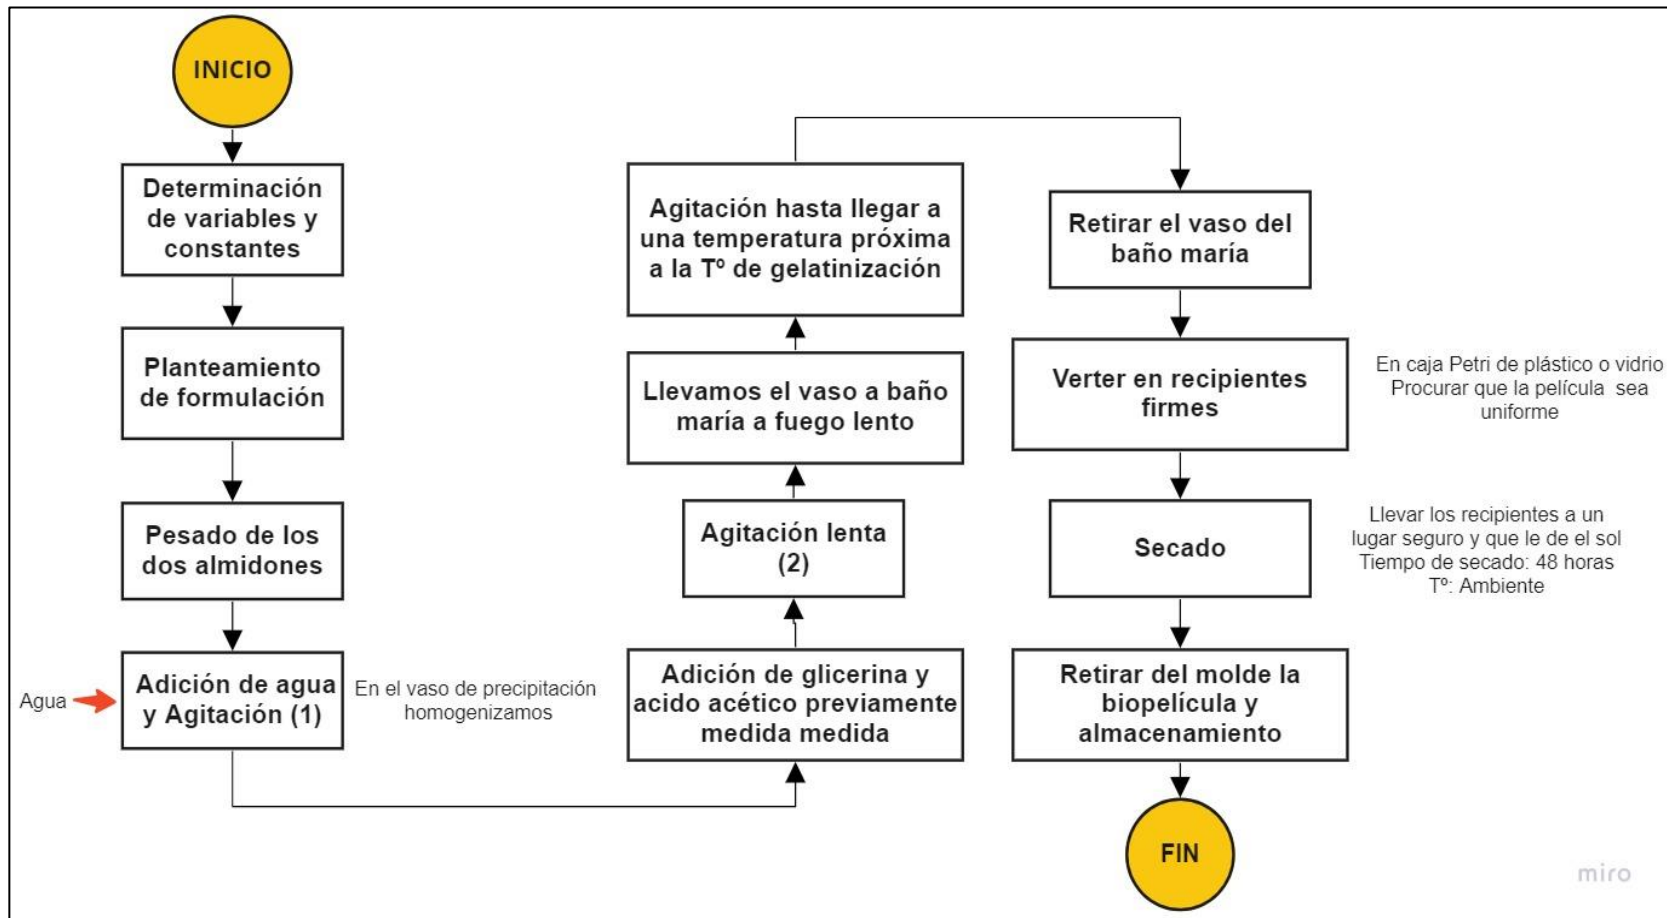 INICIO
Determinación
de variables y
constantes
Planteamiento
de formulación
Pesado de los
dos almidones
Agua
Adición de agua
y Agitación (1)
En el vaso de precipitación
homogenizamos
Adición de glicerina y
acido acético previamente
medida medida
Agitación lenta
(2)
Llevamos el vaso a baño
maría a fuego lento
Agitación hasta llegar a
una temperatura próxima
a la Tº de gelatinización
Retirar el vaso del
baño maría
Verter en recipientes
firmes
En caja Petri de plástico o vidrio
Procurar que la película sea
uniforme
Secado
Llevar los recipientes a un
lugar seguro y que le de el sol
Tiempo de secado: 48 horas
Tº: Ambiente
Retirar del molde la
biopelícula y
almacenamiento
FIN
miro